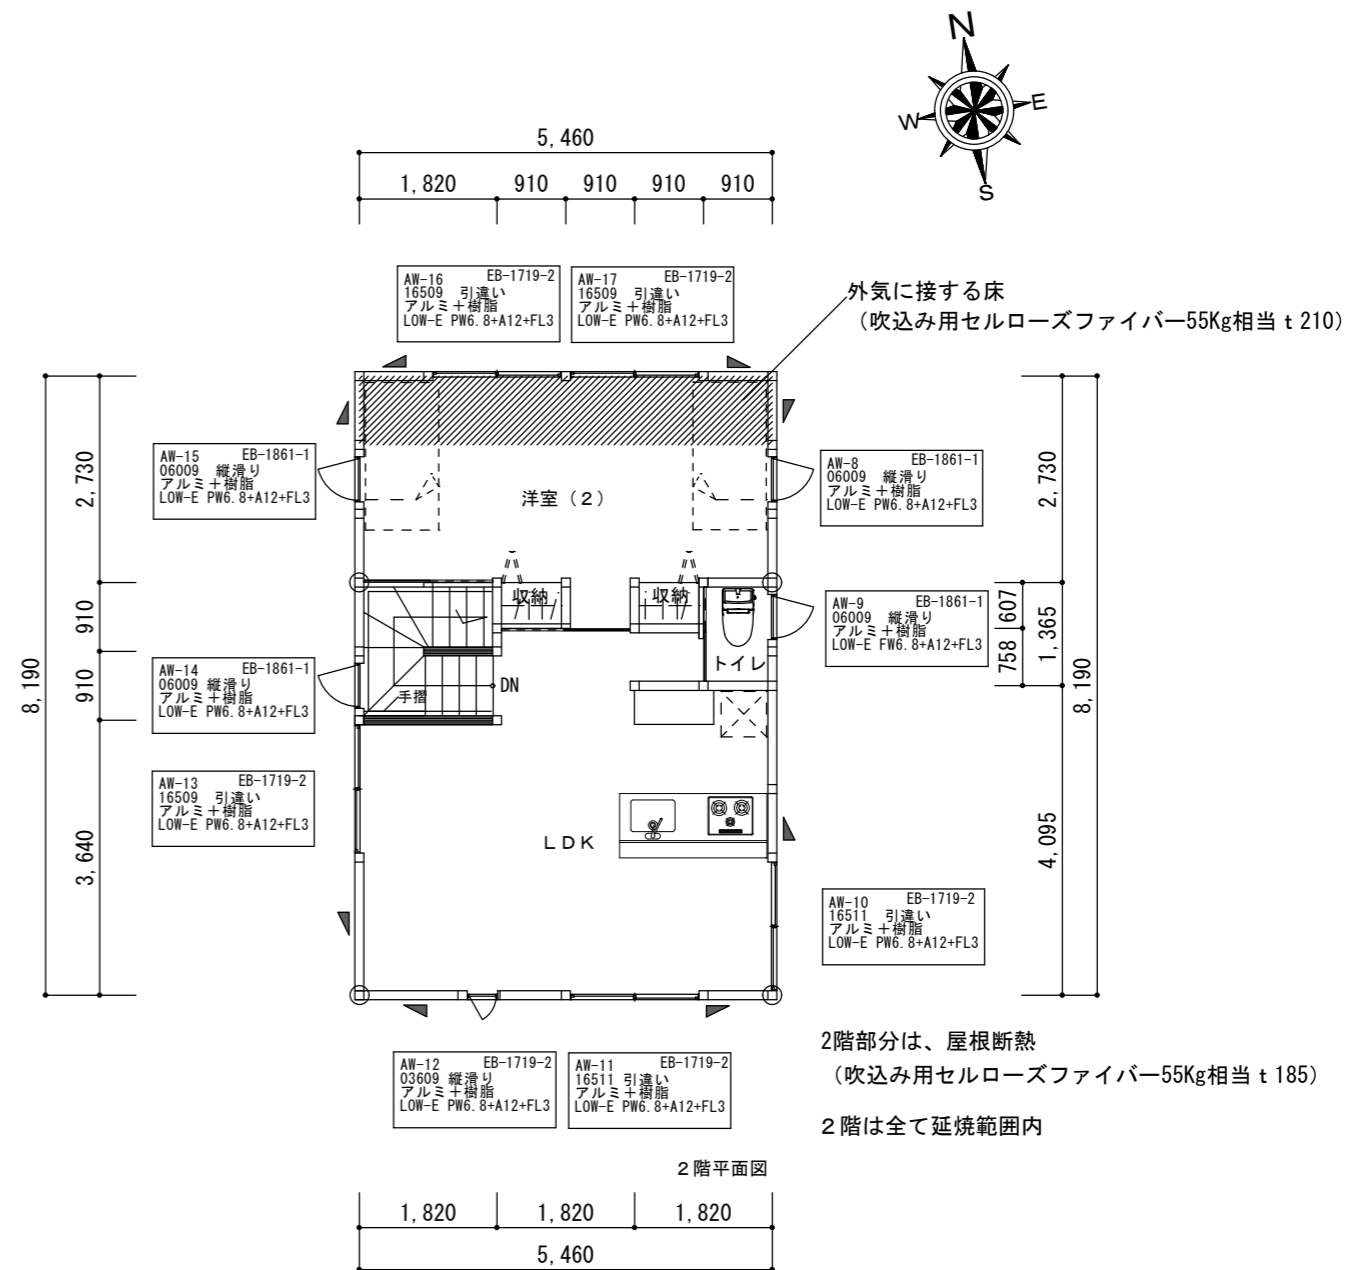 N
W
E
S
5,460
1,820
910
910
910
910
AW-16 EB-1719-2
16509 引違い
アルミ＋樹脂
LOW-E PW6.8+A12+FL3
AW-17 EB-1719-2
16509 引違い
アルミ＋樹脂
LOW-E PW6.8+A12+FL3
外気に接する床
（吹込み用セルローズファイバー55Kg相当ｔ210）
AW-15 EB-1861-1
06009 縦滑り
アルミ＋樹脂
LOW-E PW6.8+A12+FL3
AW-8 EB-1861-1
06009 縦滑り
アルミ＋樹脂
LOW-E PW6.8+A12+FL3
2,730
910
910
3,640
8,190
洋室（２）
収納
収納
トイレ
手摺
DN
ＬＤＫ
AW-9 EB-1861-1
06009 縦滑り
アルミ＋樹脂
LOW-E FW6.8+A12+FL3
2,730
607
758
1,365
4,095
8,190
AW-14 EB-1861-1
06009 縦滑り
アルミ＋樹脂
LOW-E PW6.8+A12+FL3
AW-13 EB-1719-2
16509 引違い
アルミ＋樹脂
LOW-E PW6.8+A12+FL3
AW-10 EB-1719-2
16511 引違い
アルミ＋樹脂
LOW-E PW6.8+A12+FL3
AW-12 EB-1719-2
03609 縦滑り
アルミ＋樹脂
LOW-E PW6.8+A12+FL3
AW-11 EB-1719-2
16511 引違い
アルミ＋樹脂
LOW-E PW6.8+A12+FL3
2階部分は、屋根断熱
（吹込み用セルローズファイバー55Kg相当ｔ185）
２階は全て延焼範囲内
２階平面図
1,820
1,820
1,820
5,460